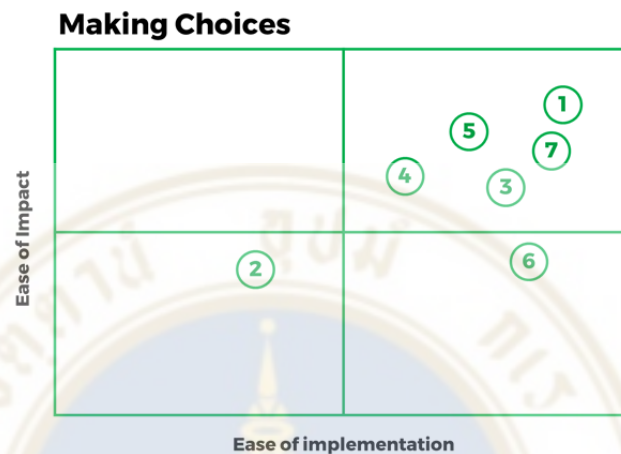 Making Choices
1
5
7
4
3
2
6
Ease of Impact
Ease of implementation